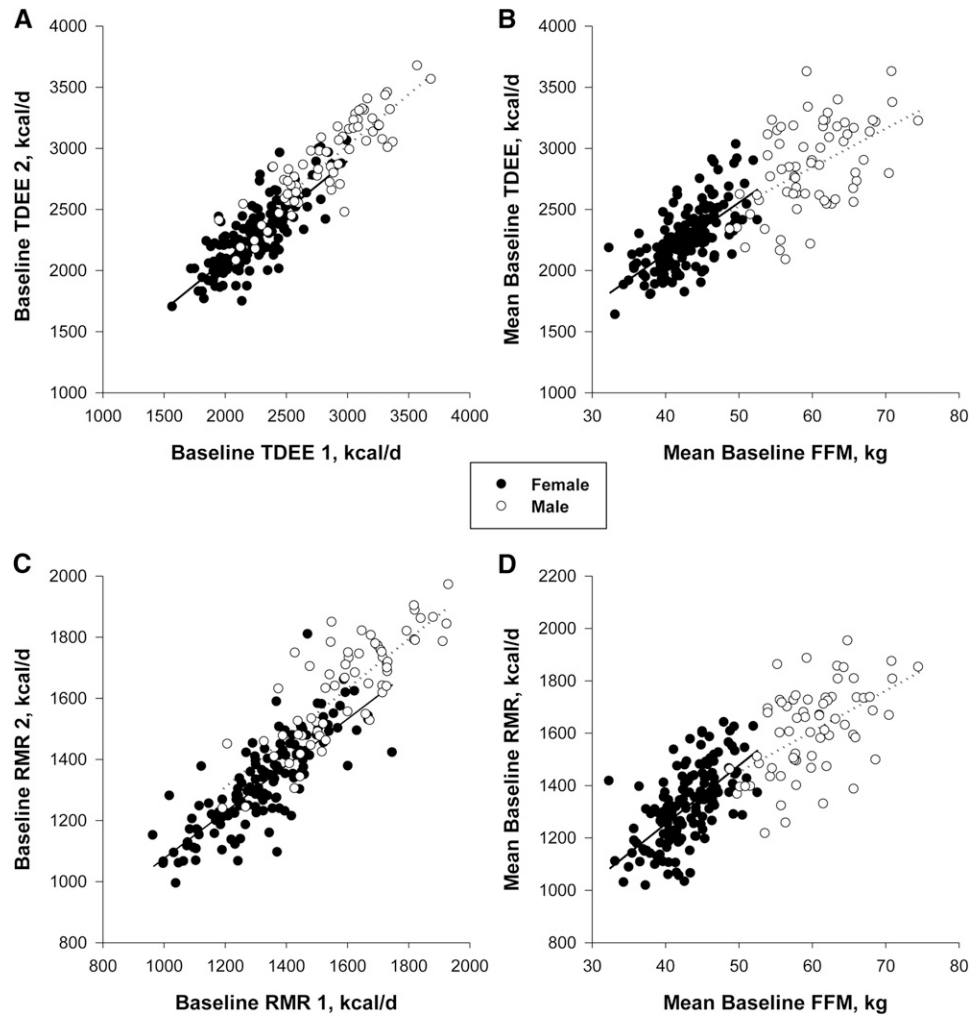 A
4000
3500
3000
2500
2000
1500
1000
Baseline TDEE 2, kcal/d
1000 1500 2000 2500 3000 3500 4000
Baseline TDEE 1, kcal/d
B
4000
3500
3000
2500
2000
1500
1000
Mean Baseline TDEE, kcal/d
30 40 50 60 70 80
Mean Baseline FFM, kg
Female
Male
C
2000
1800
1600
1400
1200
1000
800
Baseline RMR 2, kcal/d
800 1000 1200 1400 1600 1800 2000
Baseline RMR 1, kcal/d
D
2200
2000
1800
1600
1400
1200
1000
800
Mean Baseline RMR, kcal/d
30 40 50 60 70 80
Mean Baseline FFM, kg